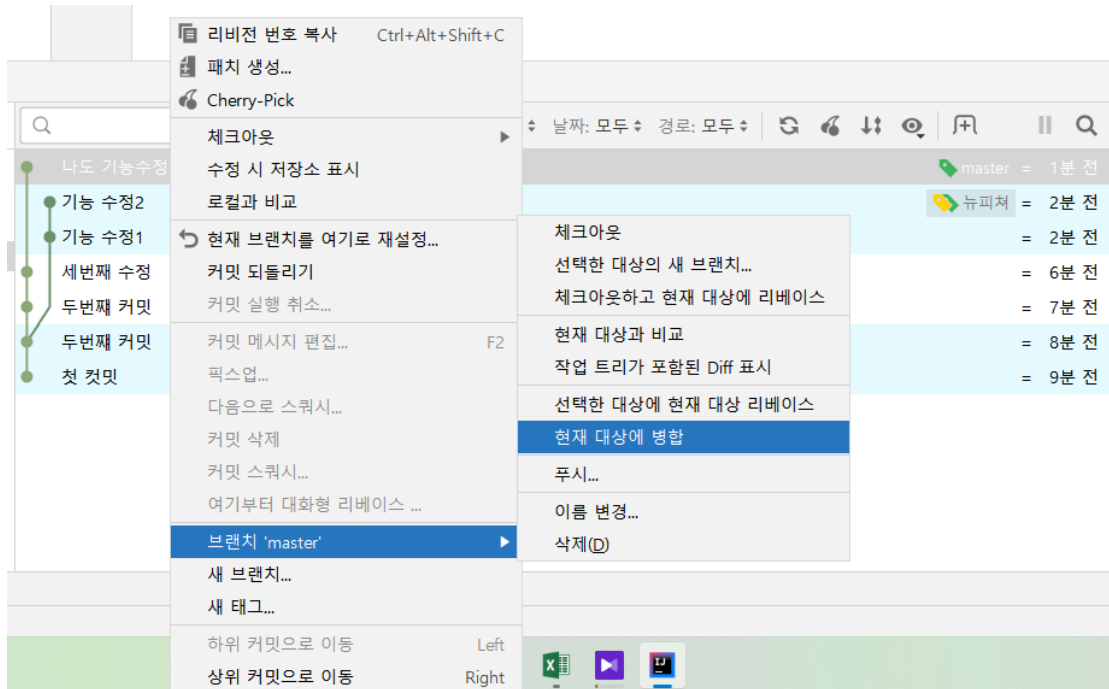 리비전 번호 복사 Ctrl+Alt+Shift+C
패치 생성...
Cherry-Pick
체크아웃
수정 시 저장소 표시
로컬과 비교
현재 브랜치를 여기로 재설정...
커밋 되돌리기
커밋 실행 취소...
커밋 메시지 편집... F2
픽스업...
다음으로 스쿼시...
커밋 삭제
커밋 스쿼시...
여기부터 대화형 리베이스 ...
브랜치 'master'
새 브랜치...
새 태그...
하위 커밋으로 이동 Left
상위 커밋으로 이동 Right
날짜: 모두 경로: 모두
나도 기능수정 master = 1분 전
기능 수정2 뉴피쳐 = 2분 전
기능 수정1 = 2분 전
세번째 수정 = 6분 전
두번째 커밋 = 7분 전
두번째 커밋 = 8분 전
첫 컷밋 = 9분 전
체크아웃
선택한 대상의 새 브랜치...
체크아웃하고 현재 대상에 리베이스
현재 대상과 비교
작업 트리가 포함된 Diff 표시
선택한 대상에 현재 대상 리베이스
현재 대상에 병합
푸시...
이름 변경...
삭제(D)